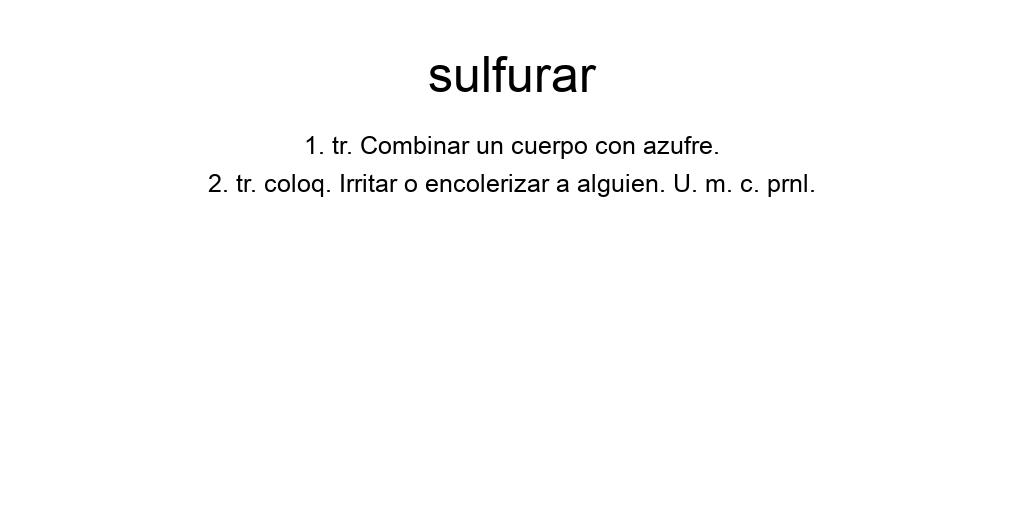 sulfurar
1. tr. Combinar un cuerpo con azufre.
2. tr. coloq. Irritar o encolerizar a alguien. U. m. c. prnl.